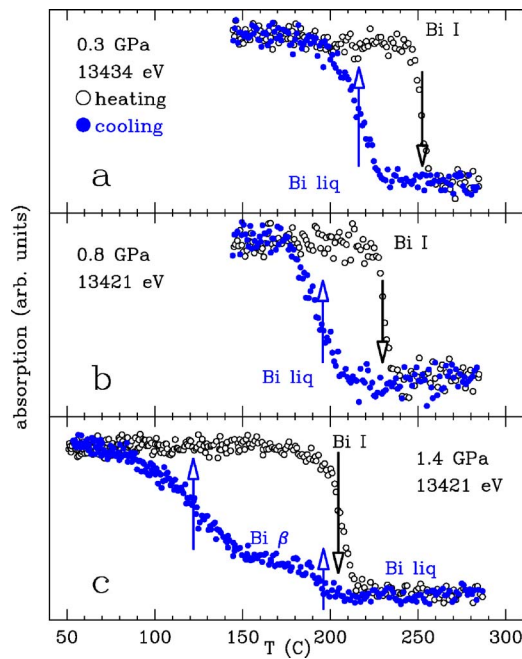 Bi I
0.3 GPa
13434 eV
heating
cooling
Bi liq
a
Bi I
0.8 GPa
13421 eV
Bi liq
b
Bi I
1.4 GPa
13421 eV
Bi β
Bi liq
c
absorption (arb. units)
50 100 150 200 250 300
T (C)